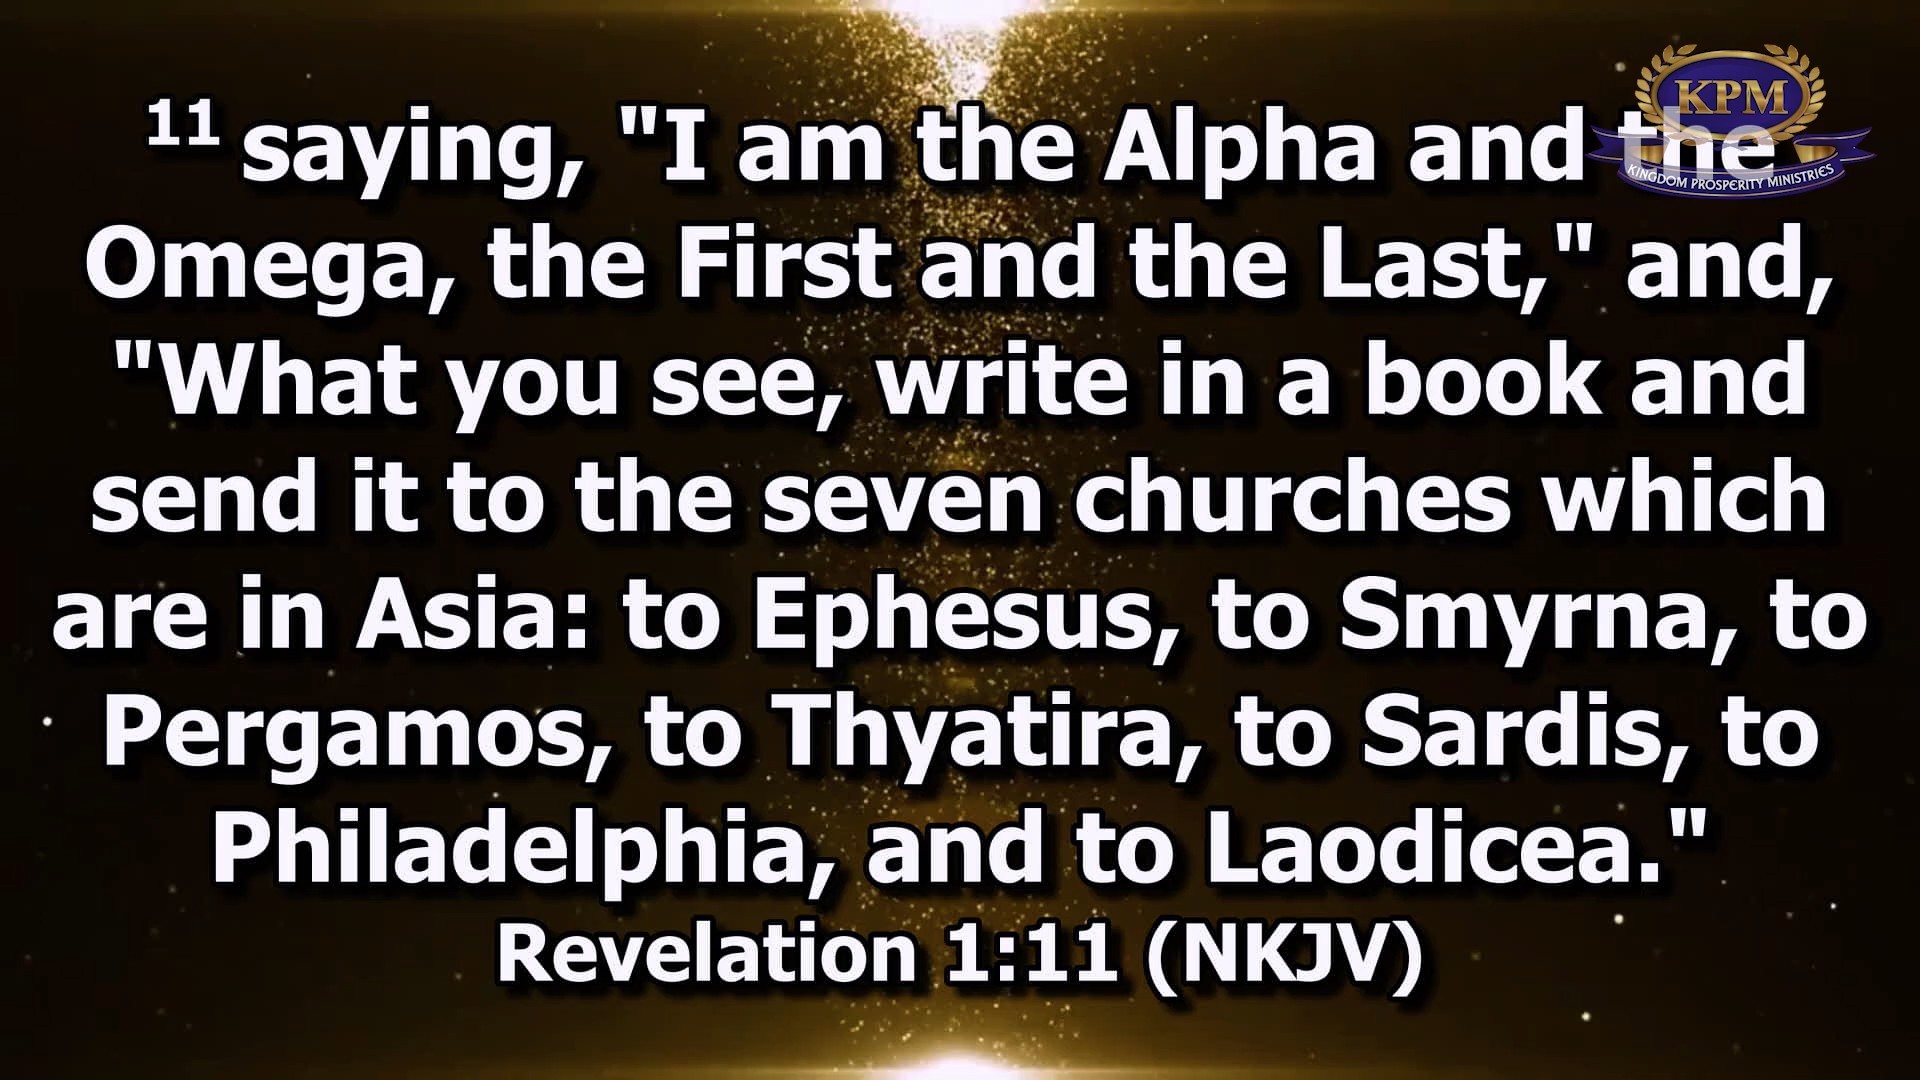 11 saying, "I am the Alpha and the
Omega, the First and the Last," and,
"What you see, write in a book and
send it to the seven churches which
are in Asia: to Ephesus, to Smyrna, to
Pergamos, to Thyatira, to Sardis, to
Philadelphia, and to Laodicea."
Revelation 1:11 (NKJV)
KPM
KINGDOM PROSPERITY MINISTRIES